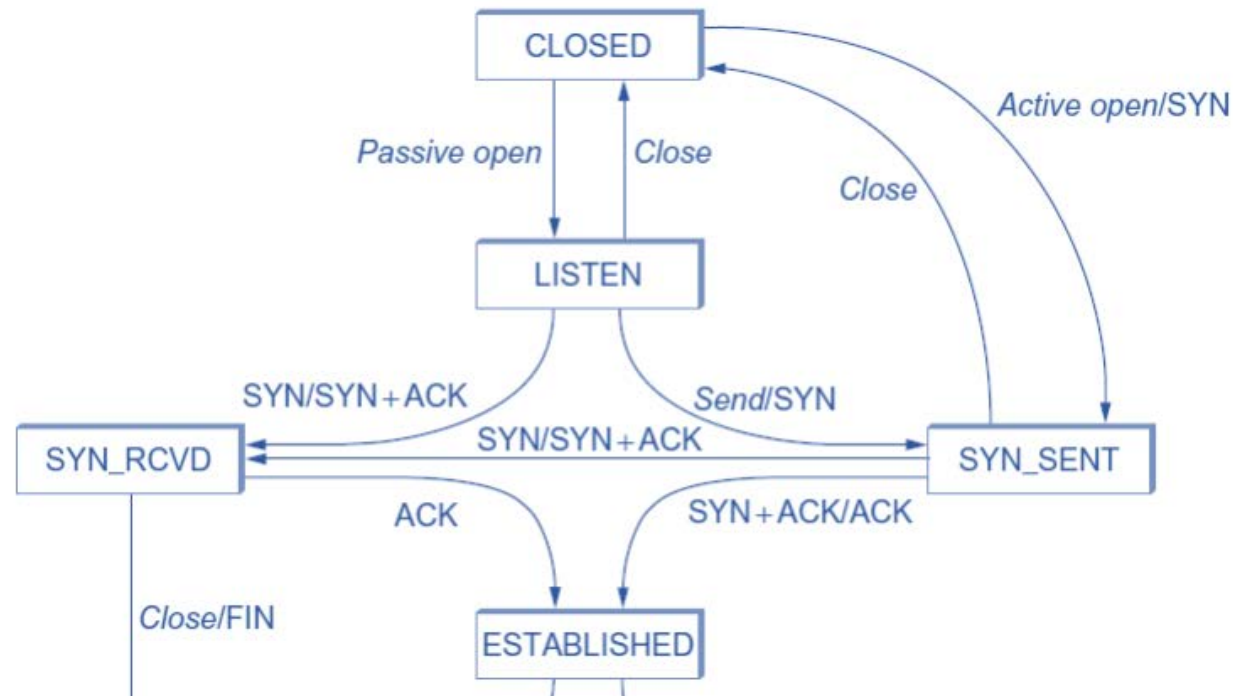 CLOSED
Active open/SYN
Passive open
Close
Close
LISTEN
SYN/SYN+ACK
Send/SYN
SYN/SYN+ACK
SYN_RCVD
SYN_SENT
ACK
SYN+ACK/ACK
Close/FIN
ESTABLISHED